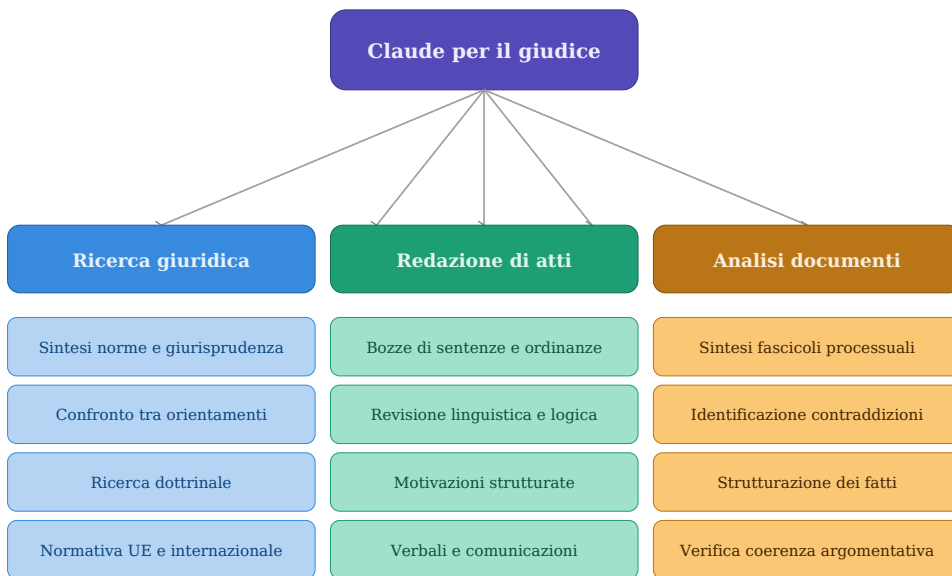 Claude per il giudice
Ricerca giuridica
Redazione di atti
Analisi documenti
Sintesi norme e giurisprudenza
Bozze di sentenze e ordinanze
Sintesi fascicoli processuali
Confronto tra orientamenti
Revisione linguistica e logica
Identificazione contraddizioni
Ricerca dottrinale
Motivazioni strutturate
Strutturazione dei fatti
Normativa UE e internazionale
Verbali e comunicazioni
Verifica coerenza argomentativa